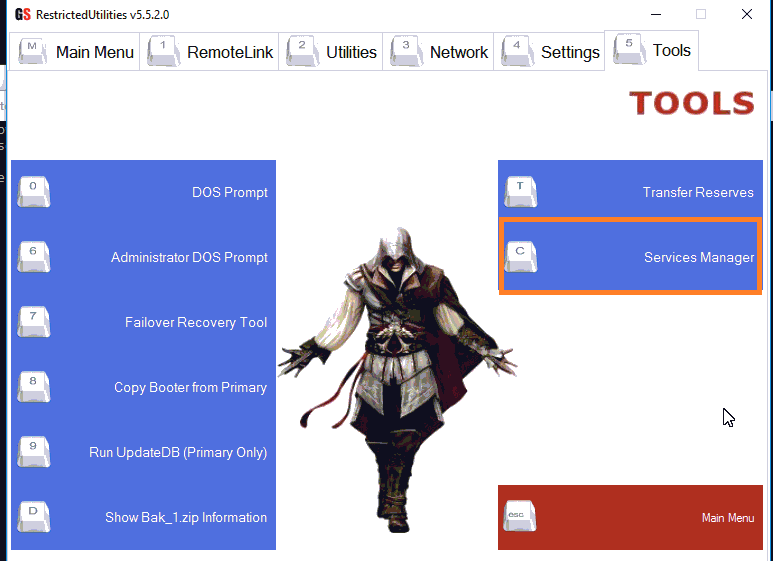 GS RestrictedUtilities v5.5.2.0
M Main Menu 1 RemoteLink 2 Utilities 3 Network 4 Settings 5 Tools
TOOLS
0 DOS Prompt
6 Administrator DOS Prompt
7 Failover Recovery Tool
8 Copy Booter from Primary
9 Run UpdateDB (Primary Only)
D Show Bak_1.zip Information
T Transfer Reserves
C Services Manager
esc Main Menu